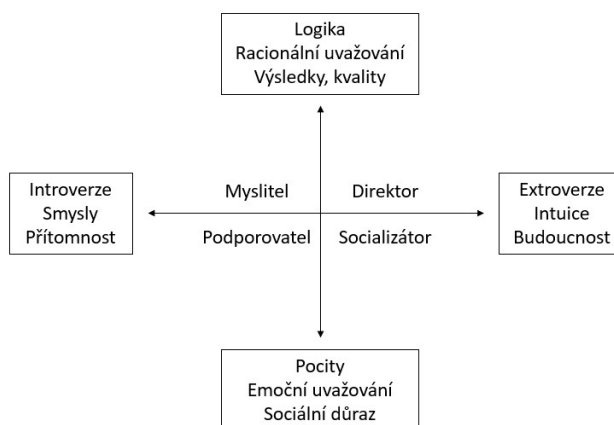 Logika
Racionální uvažování
Výsledky, kvality
Introverze
Smysly
Přítomnost
Myslitel
Direktor
Podporovatel
Socializátor
Extroverze
Intuice
Budoucnost
Pocity
Emoční uvažování
Sociální důraz